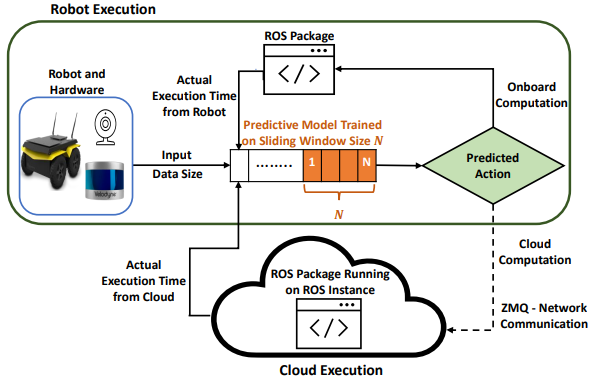 Robot Execution
ROS Package
</>
Robot and
Hardware
Actual
Execution Time
from Robot
Onboard
Computation
Predictive Model Trained
on Sliding Window Size N
Input
Data Size
........
1
N
Predicted
Action
Velodyne
N
Cloud
Computation
Actual
Execution Time
from Cloud
ROS Package Running
on ROS Instance
</>
ZMQ - Network
Communication
Cloud Execution